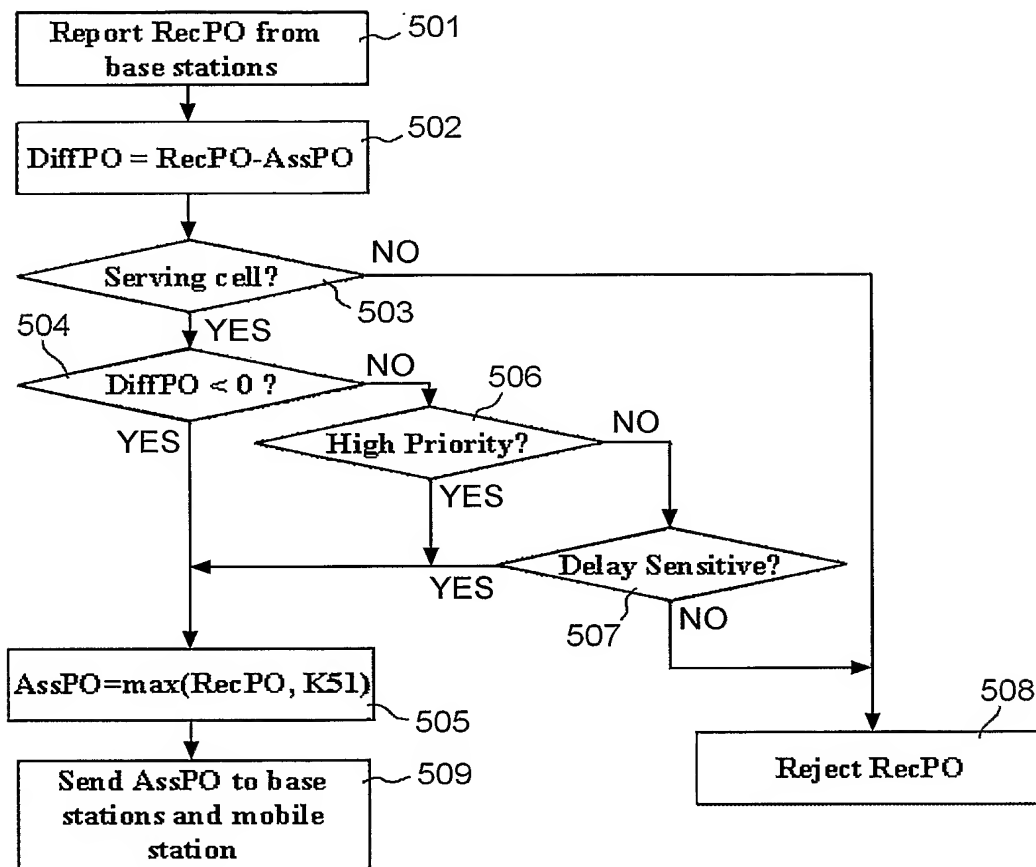 Report RecPO from
base stations
501
DiffPO = RecPO-AssPO
502
Serving cell?
NO
503
YES
504
DiffPO < 0 ?
NO
YES
506
High Priority?
NO
YES
Delay Sensitive?
YES
507
NO
AssPO=max(RecPO, K51)
505
508
Reject RecPO
Send AssPO to base
stations and mobile
station
509